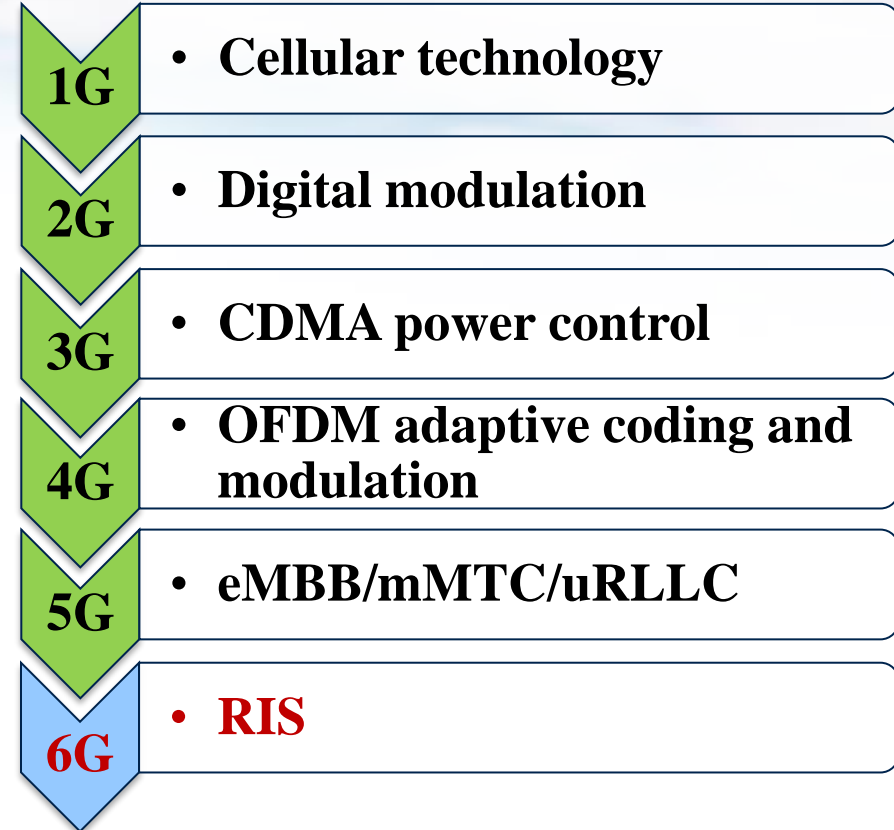 1G
• Cellular technology
2G
• Digital modulation
3G
• CDMA power control
4G
• OFDM adaptive coding and
modulation
5G
• eMBB/mMTC/uRLLC
6G
• RIS